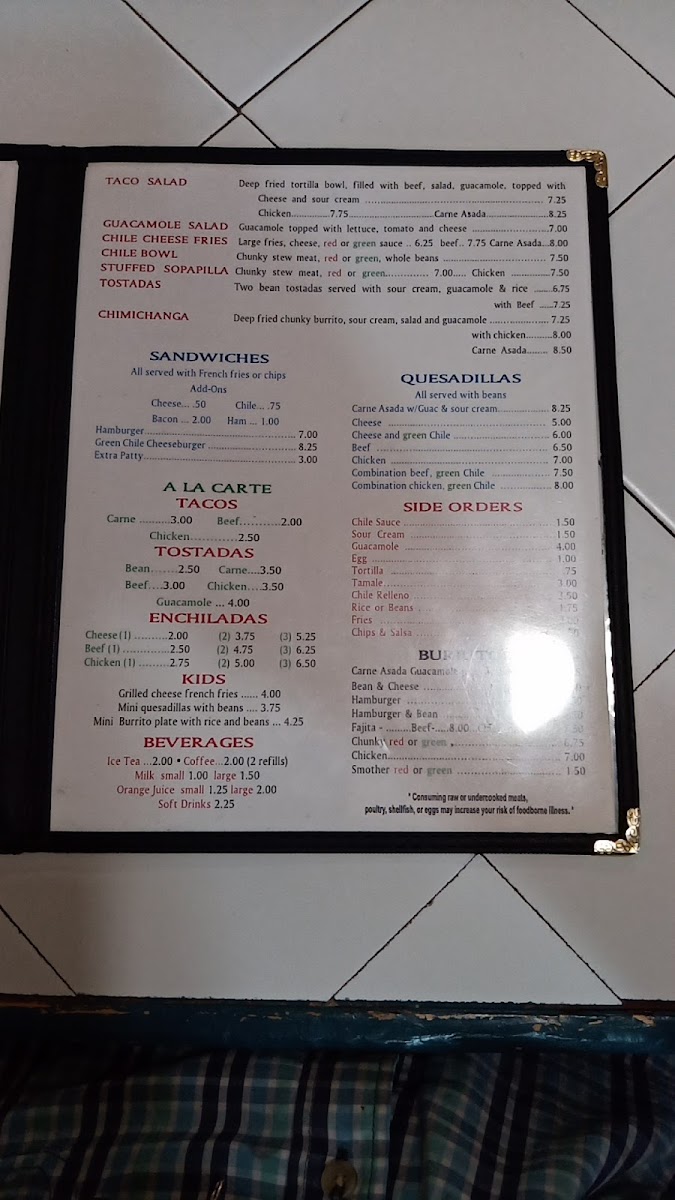 TACO SALAD Deep fried tortilla bowl, filled with beef, salad, guacamole, topped with
Cheese and sour cream ........ 7.25
Chicken.............7.75......................Carne Asada................8.25
GUACAMOLE SALAD Guacamole topped with lettuce, tomato and cheese ........7.00
CHILE CHEESE FRIES Large fries, cheese, red or green sauce .. 6.25 beef.. 7.75 Carne Asada...8.00
CHILE BOWL Chunky stew meat, red or green, whole beans ........ 7.50
STUFFED SOPAPILLA Chunky stew meat, red or green............ 7.00..... Chicken ............7.50
TOSTADAS Two bean tostadas served with sour cream, guacamole & rice .......6.75
with Beef .....7.25
CHIMICHANGA Deep fried chunky burrito, sour cream, salad and guacamole ........ 7.25
with chicken..........8.00
Carne Asada........ 8.50
SANDWICHES
All served with French fries or chips
Add-Ons
Cheese... .50 Chile... .75
Bacon ... 2.00 Ham ... 1.00
Hamburger........ 7.00
Green Chile Cheeseburger ........ 8.25
Extra Patty........ 3.00
A LA CARTE
TACOS
Carne ..........3.00 Beef...........2.00
Chicken.............2.50
TOSTADAS
Bean.......2.50 Carne....3.50
Beef....3.00 Chicken....3.50
Guacamole ... 4.00
ENCHILADAS
Cheese (1) ...........2.00 (2) 3.75 (3) 5.25
Beef (1) ...............2.50 (2) 4.75 (3) 6.25
Chicken (1) ..........2.75 (2) 5.00 (3) 6.50
KIDS
Grilled cheese french fries ...... 4.00
Mini quesadillas with beans .... 3.75
Mini Burrito plate with rice and beans ... 4.25
BEVERAGES
Ice Tea ...2.00 • Coffee...2.00 (2 refills)
Milk small 1.00 large 1.50
Orange Juice small 1.25 large 2.00
Soft Drinks 2.25
QUESADILLAS
All served with beans
Carne Asada w/Guac & sour cream........ 8.25
Cheese ........ 5.00
Cheese and green Chile ........ 6.00
Beef ........ 6.50
Chicken ........ 7.00
Combination beef, green Chile ........ 7.50
Combination chicken, green Chile ........ 8.00
SIDE ORDERS
Chile Sauce ........ 1.50
Sour Cream ........ 1.50
Guacamole ........ 4.00
Egg ........ 1.00
Tortilla ........ .75
Tamale........ 3.00
Chile Relleno ........ 3.50
Rice or Beans ........ 1.75
Fries ........
Chips & Salsa ........
Carne Asada Guacamole
Bean & Cheese ........
Hamburger ........
Hamburger & Bean ........
Fajita - .........Beef-.....8.00
Chunky red or green ........ 6.75
Chicken........ 7.00
Smother red or green ........ 1.50
* Consuming raw or undercooked meats,
poultry, shellfish, or eggs may increase your risk of foodborne illness. *